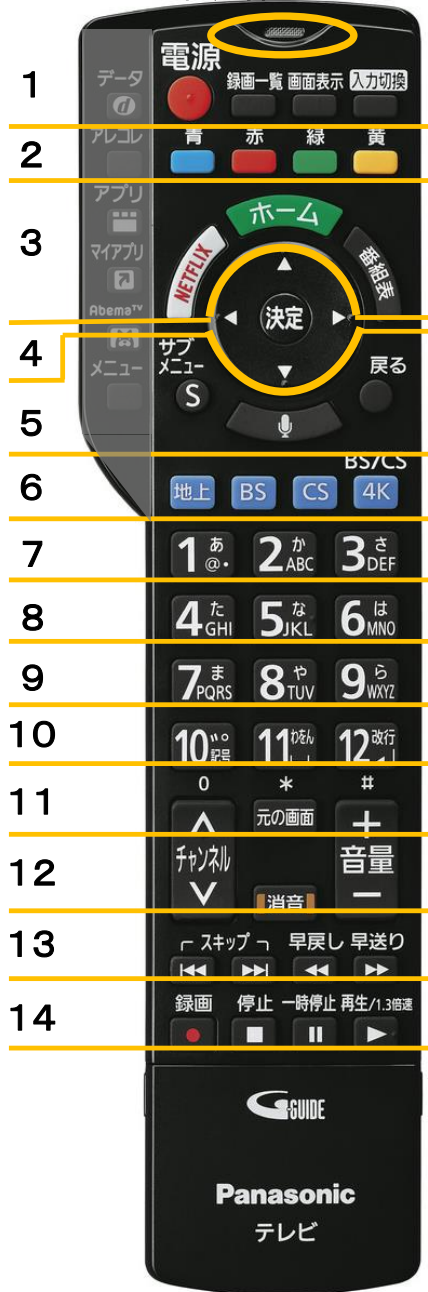 電源
録画一覧 画面表示 入力切換
データ
d
1
アレコレ
青 赤 緑 黄
2
アプリ
ホーム
マイアプリ
NETFLIX
番組表
3
AbemaTV
決定
4
メニュー
サブ
メニュー
S
戻る
5
BS/CS
6
地上 BS CS 4K
7
1 あ @・ 2 か ABC 3 さ DEF
8
4 た GHI 5 な JKL 6 は MNO
9
7 ま PQRS 8 や TUV 9 ら WXYZ
10
10 ゛゜ 記号 11 わをん 12 改行
0 * #
11
元の画面 +
12
チャンネル 音量
消音 −
13
スキップ 早戻し 早送り
14
録画 停止 一時停止 再生/1.3倍速
G-GUIDE
Panasonic
テレビ